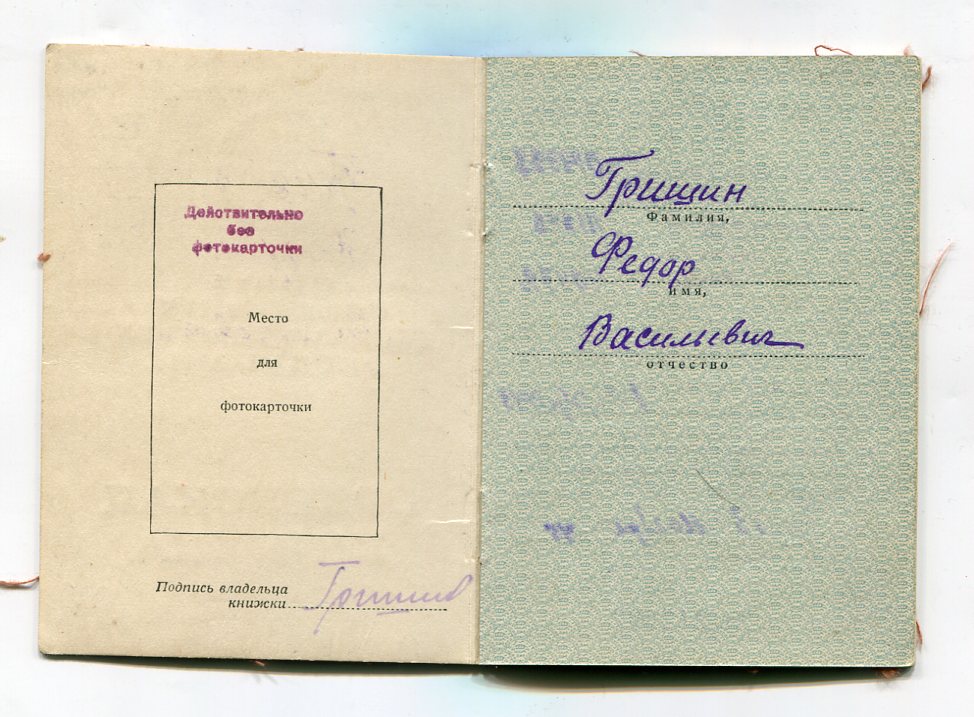 Действительно
без
фотокарточки
Место
для
фотокарточки
Подпись владельца
книжки Гришин
Гришин
Фамилия,
Федор
имя,
Васильевич
отчество